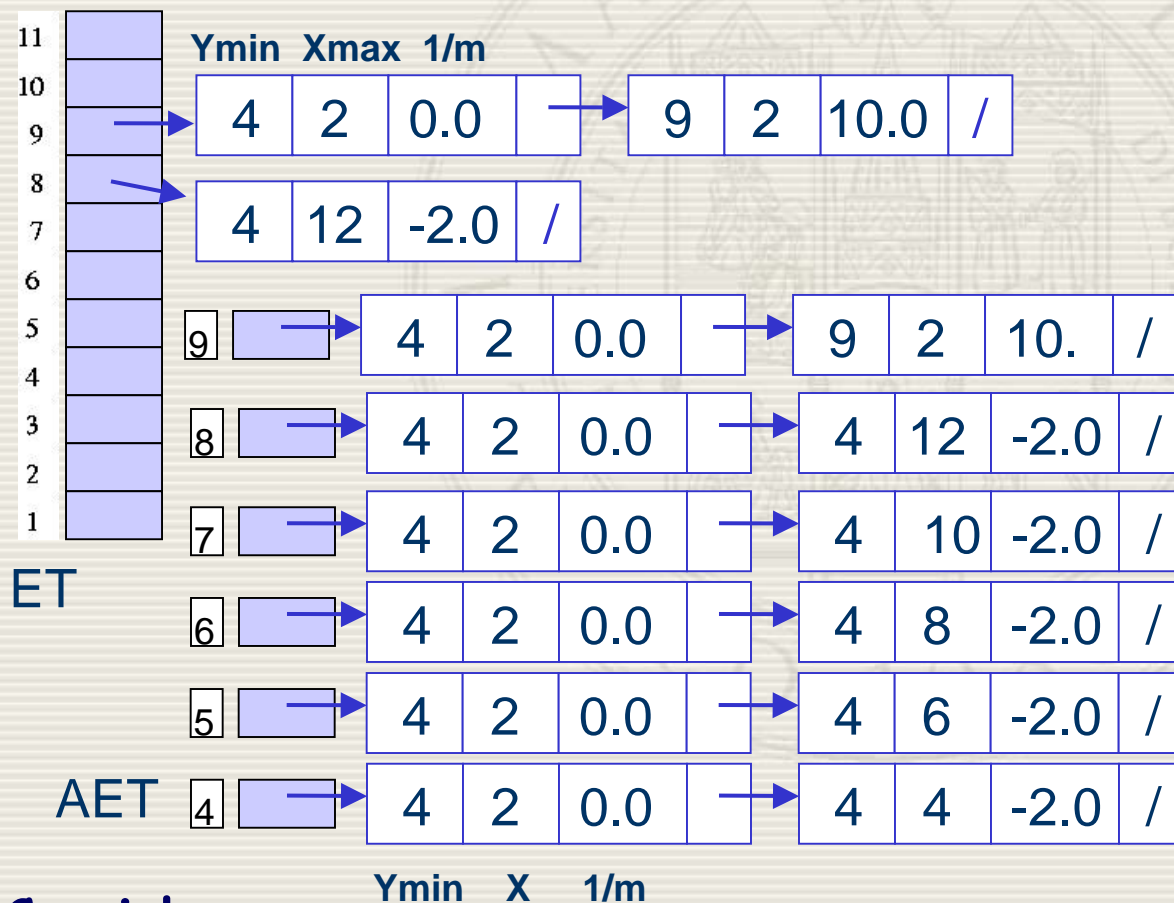 11
10
9
8
7
6
5
4
3
2
1
ET
Ymin Xmax 1/m
4 2 0.0 9 2 10.0 /
4 12 -2.0 /
9 4 2 0.0 9 2 10. /
8 4 2 0.0 4 12 -2.0 /
7 4 2 0.0 4 10 -2.0 /
6 4 2 0.0 4 8 -2.0 /
5 4 2 0.0 4 6 -2.0 /
AET 4 4 2 0.0 4 4 -2.0 /
Ymin X 1/m